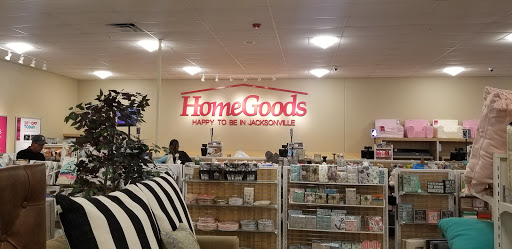 HomeGoods
HAPPY TO BE IN JACKSONVILLE